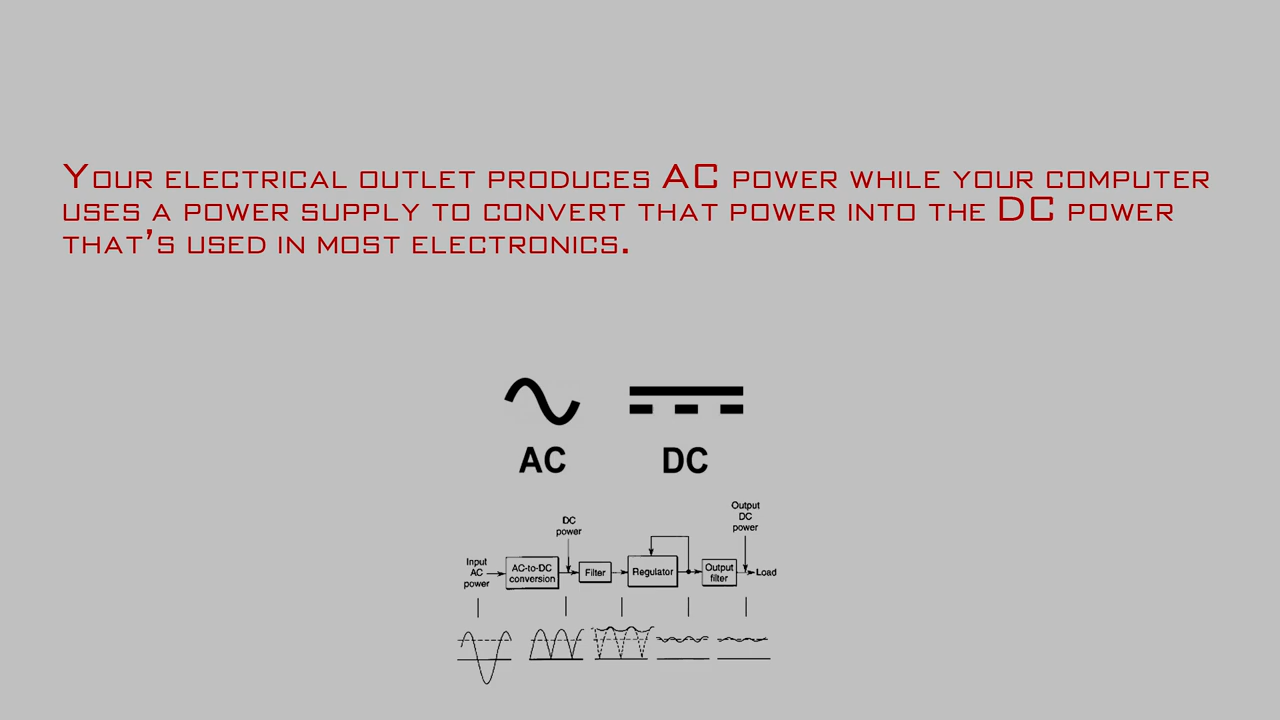 Your electrical outlet produces AC power while your computer
uses a power supply to convert that power into the DC power
that's used in most electronics.
AC DC
Output
DC
power
DC
power
Input
AC
power
AC-to-DC
conversion
Filter
Regulator
Output
filter
Load